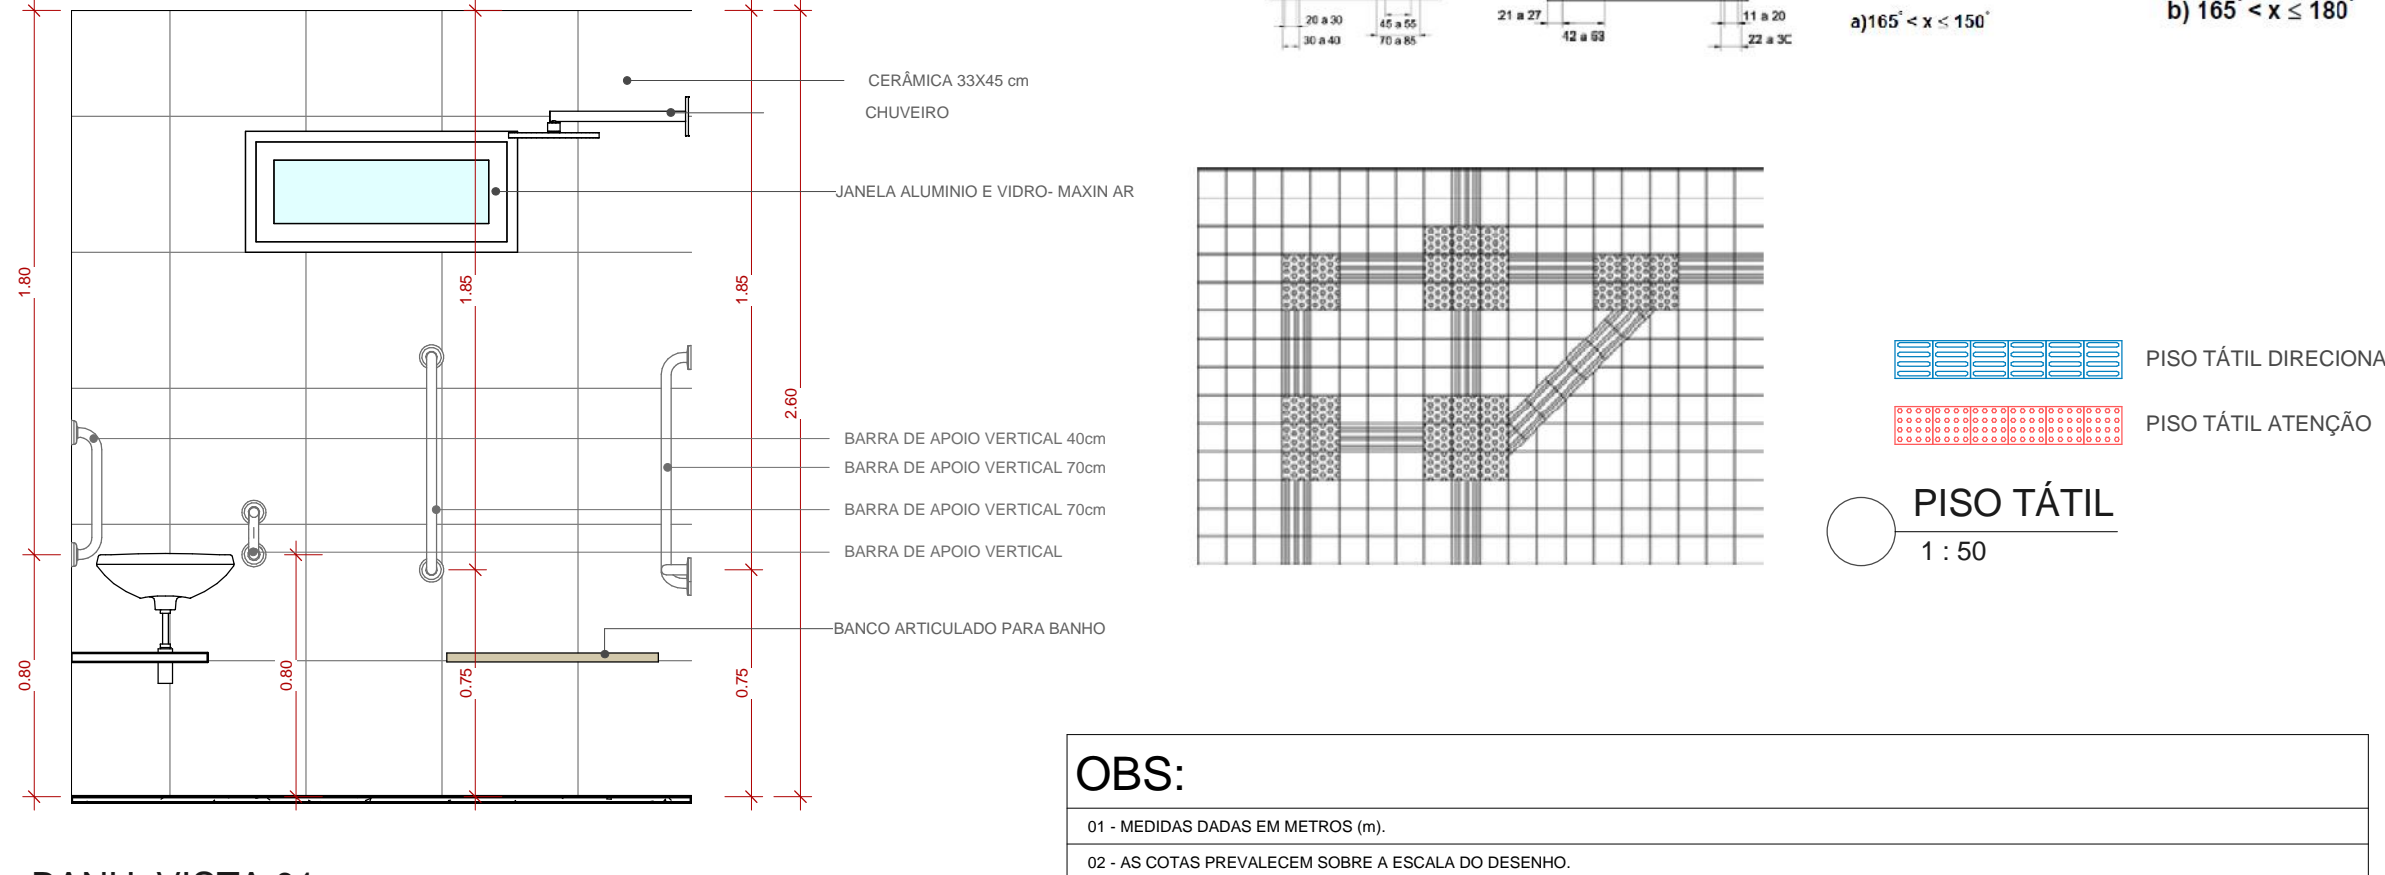 20 a 30
30 a 40
45 a 55
70 a 85
21 a 27
42 a 53
11 a 20
22 a 30
a)165° < x ≤ 150°
b) 165° < x ≤ 180°
CERÂMICA 33X45 cm
CHUVEIRO
JANELA ALUMINIO E VIDRO- MAXIN AR
1.80
1.85
1.85
2.60
BARRA DE APOIO VERTICAL 40cm
BARRA DE APOIO VERTICAL 70cm
BARRA DE APOIO VERTICAL 70cm
BARRA DE APOIO VERTICAL
BANCO ARTICULADO PARA BANHO
0.80
0.80
0.75
0.75
PISO TÁTIL DIRECIONA
PISO TÁTIL ATENÇÃO
PISO TÁTIL
1 : 50
OBS:
01 - MEDIDAS DADAS EM METROS (m).
02 - AS COTAS PREVALECEM SOBRE A ESCALA DO DESENHO.